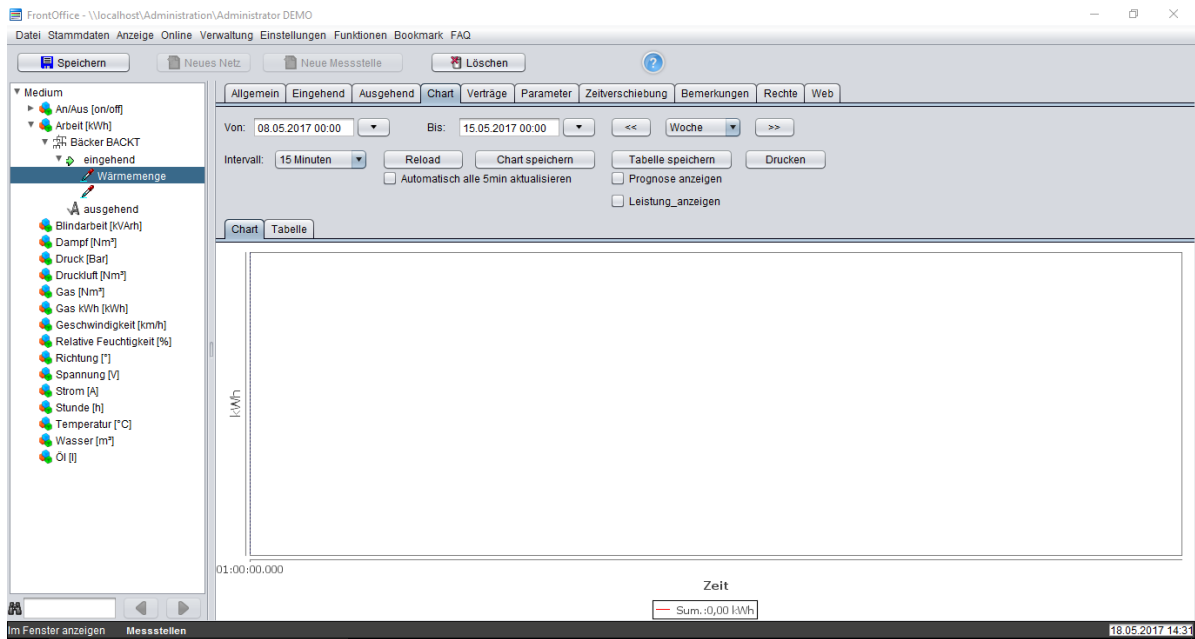 FrontOffice - \\localhost\Administration\Administrator DEMO
Datei Stammdaten Anzeige Online Verwaltung Einstellungen Funktionen Bookmark FAQ
Speichern Neues Netz Neue Messstelle Löschen ?
Medium
An/Aus [on/off]
Arbeit [kWh]
Bäcker BACKT
eingehend
Wärmemenge
ausgehend
Blindarbeit [kVArh]
Dampf [Nm³]
Druck [Bar]
Druckluft [Nm³]
Gas [Nm³]
Gas kWh [kWh]
Geschwindigkeit [km/h]
Relative Feuchtigkeit [%]
Richtung [°]
Spannung [V]
Strom [A]
Stunde [h]
Temperatur [°C]
Wasser [m³]
Öl [l]
Allgemein Eingehend Ausgehend Chart Verträge Parameter Zeitverschiebung Bemerkungen Rechte Web
Von: 08.05.2017 00:00 Bis: 15.05.2017 00:00 << Woche >>
Intervall: 15 Minuten Reload Chart speichern Tabelle speichern Drucken
Automatisch alle 5min aktualisieren Prognose anzeigen
Leistung_anzeigen
Chart Tabelle
kWh
01:00:00.000
Zeit
Sum.:0,00 kWh
Im Fenster anzeigen Messstellen 18.05.2017 14:31